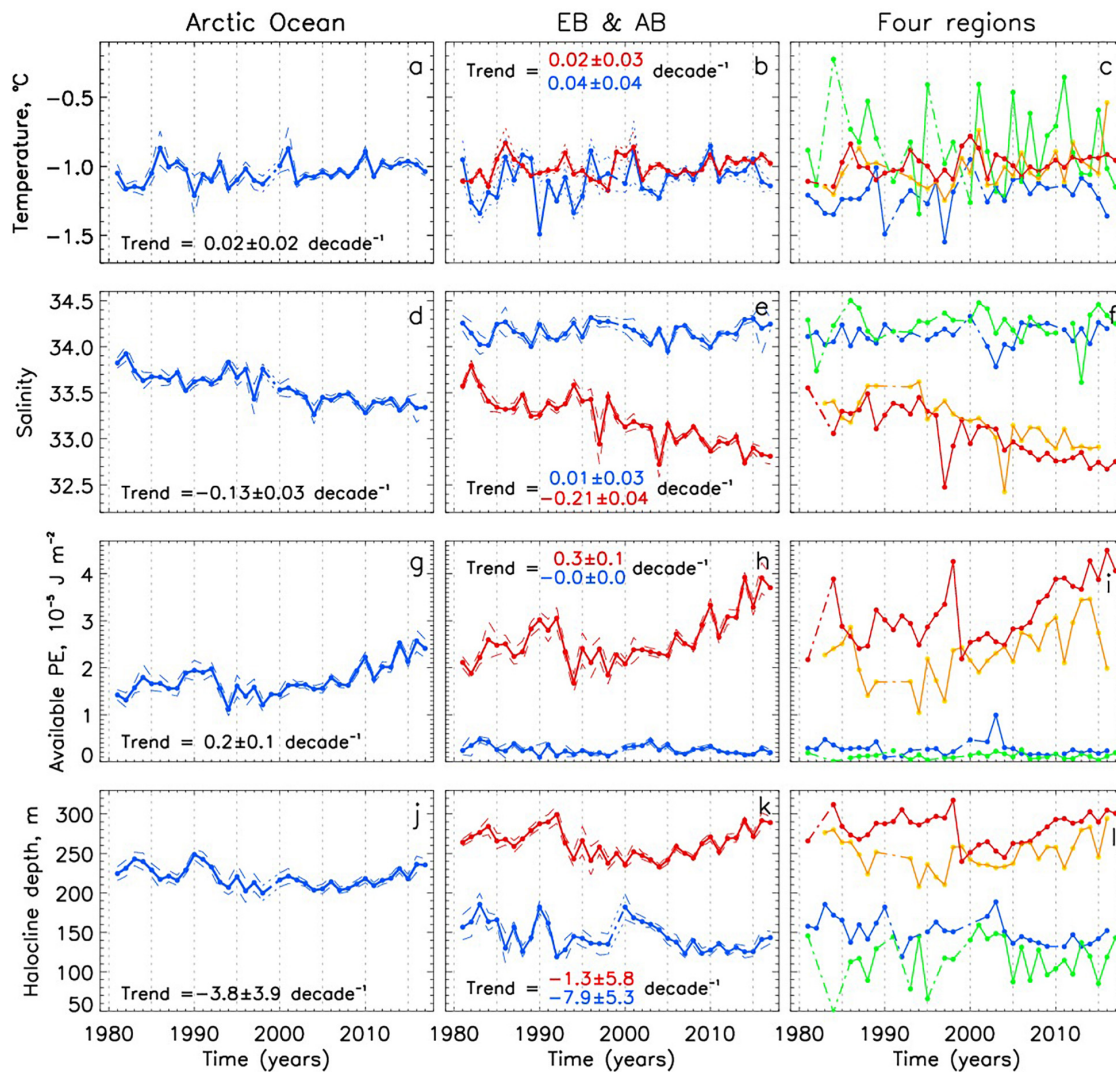 Arctic Ocean EB & AB Four regions
Temperature, °C
-0.5
-1.0
-1.5
a
Trend = 0.02±0.02 decade⁻¹
b
0.02±0.03
Trend = decade⁻¹
0.04±0.04
c
Salinity
34.5
34.0
33.5
33.0
32.5
d
Trend =-0.13±0.03 decade⁻¹
e
0.01±0.03
Trend = decade⁻¹
-0.21±0.04
f
Available PE, 10⁻⁵ J m⁻²
4
3
2
1
0
g
Trend = 0.2±0.1 decade⁻¹
h
0.3±0.1
Trend = decade⁻¹
-0.0±0.0
i
Halocline depth, m
300
250
200
150
100
50
j
Trend =-3.8±3.9 decade⁻¹
k
-1.3±5.8
Trend = decade⁻¹
-7.9±5.3
l
1980 1990 2000 2010 1980 1990 2000 2010 1980 1990 2000 2010
Time (years) Time (years) Time (years)